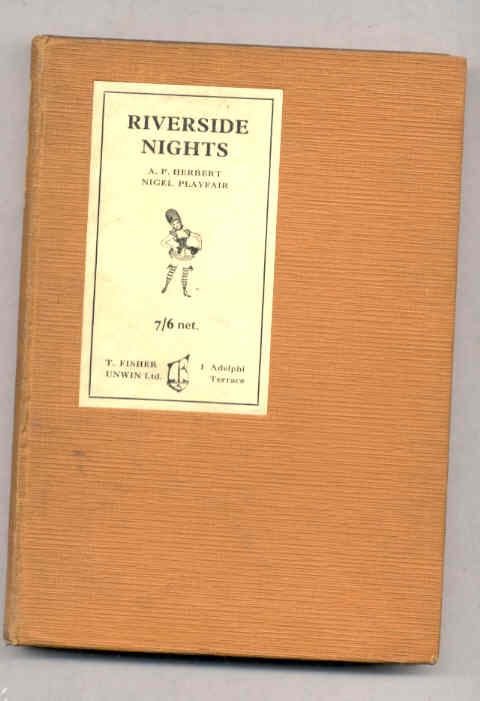 RIVERSIDE
NIGHTS
A. P. HERBERT
NIGEL PLAYFAIR
7/6 net.
T. FISHER
UNWIN Ltd.
1 Adelphi
Terrace